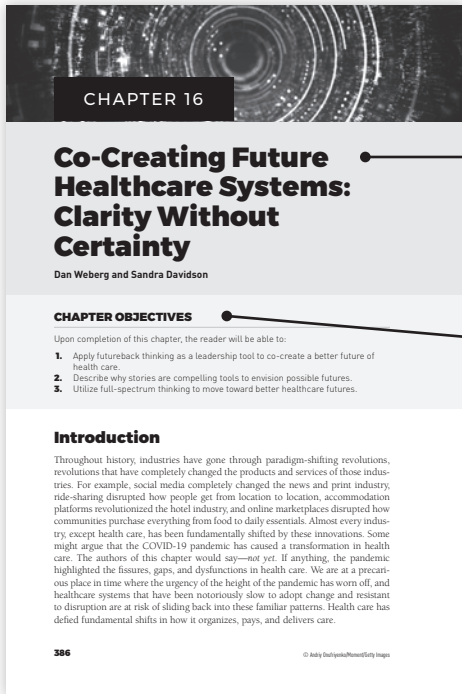 CHAPTER 16
Co-Creating Future
Healthcare Systems:
Clarity Without
Certainty
Dan Weberg and Sandra Davidson
CHAPTER OBJECTIVES
Upon completion of this chapter, the reader will be able to:
1. Apply futureback thinking as a leadership tool to co-create a better future of
health care.
2. Describe why stories are compelling tools to envision possible futures.
3. Utilize full-spectrum thinking to move toward better healthcare futures.
Introduction
Throughout history, industries have gone through paradigm-shifting revolutions,
revolutions that have completely changed the products and services of those indus-
tries. For example, social media completely changed the news and print industry,
ride-sharing disrupted how people get from location to location, accommodation
platforms revolutionized the hotel industry, and online marketplaces disrupted how
communities purchase everything from food to daily essentials. Almost every indus-
try, except health care, has been fundamentally shifted by these innovations. Some
might argue that the COVID-19 pandemic has caused a transformation in health
care. The authors of this chapter would say—not yet. If anything, the pandemic
highlighted the fissures, gaps, and dysfunctions in health care. We are at a precari-
ous place in time where the urgency of the height of the pandemic has worn off, and
healthcare systems that have been notoriously slow to adopt change and resistant
to disruption are at risk of sliding back into these familiar patterns. Health care has
defied fundamental shifts in how it organizes, pays, and delivers care.
386
© Andriy Onufriyenko/Moment/Getty Images